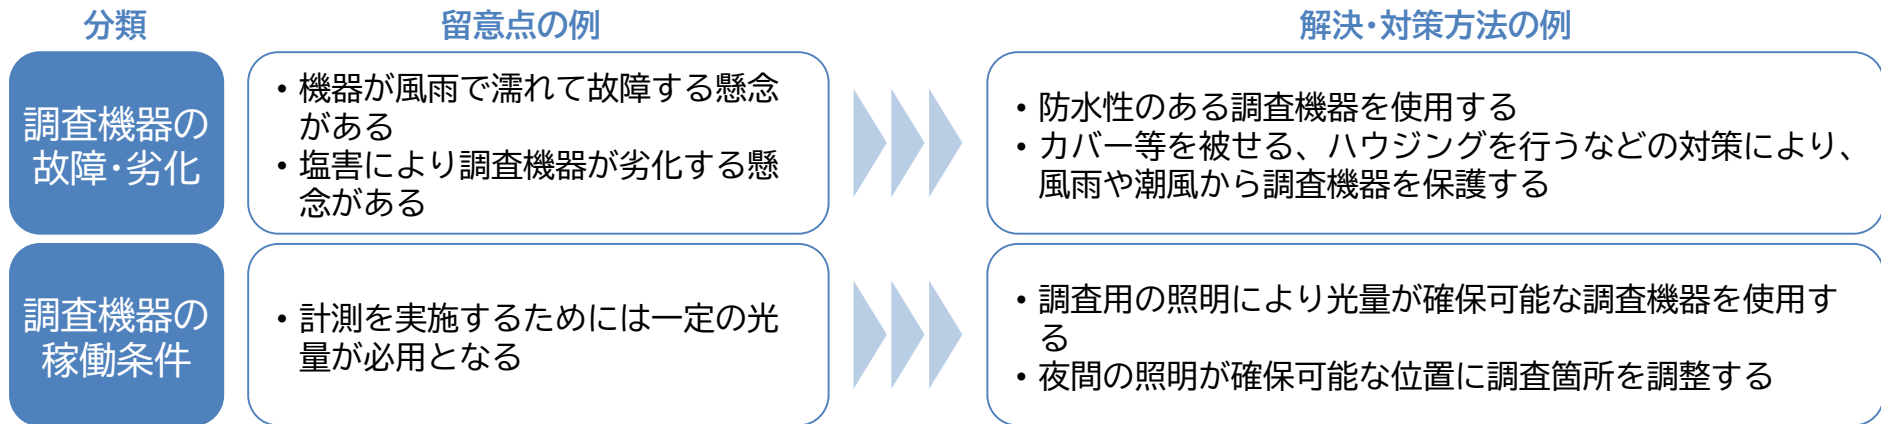 分類
留意点の例
解決・対策方法の例
調査機器の
故障・劣化
・機器が風雨で濡れて故障する懸念
がある
・塩害により調査機器が劣化する懸
念がある
・防水性のある調査機器を使用する
・カバー等を被せる、ハウジングを行うなどの対策により、
風雨や潮風から調査機器を保護する
調査機器の
稼働条件
・計測を実施するためには一定の光
量が必用となる
・調査用の照明により光量が確保可能な調査機器を使用す
る
・夜間の照明が確保可能な位置に調査箇所を調整する